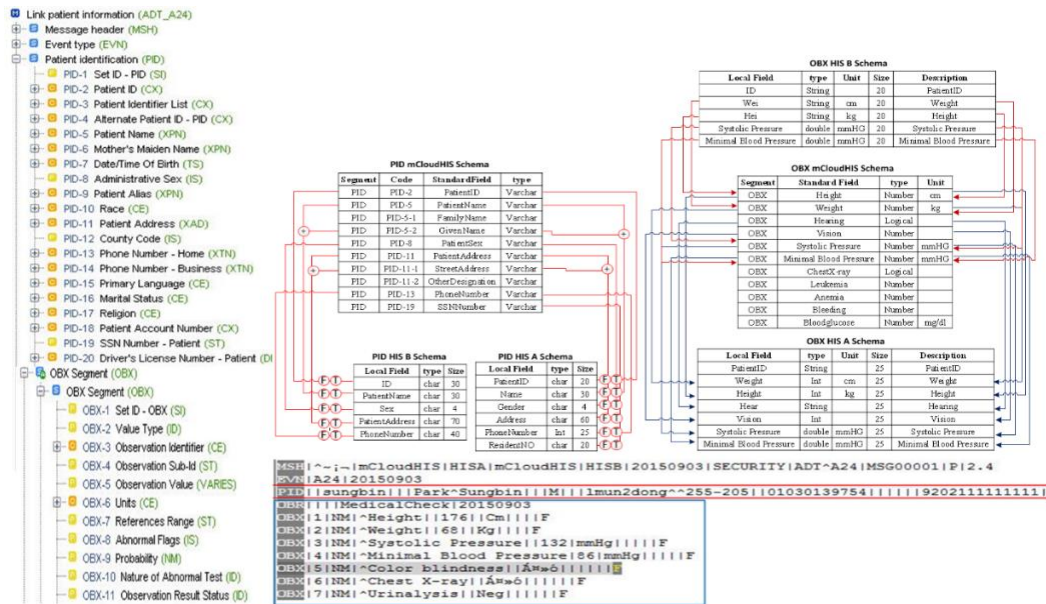 Link patient information (ADT_A24)
Message header (MSH)
Event type (EVN)
Patient identification (PID)
PID-1 Set ID - PID (SI)
PID-2 Patient ID (CX)
PID-3 Patient Identifier List (CX)
PID-4 Alternate Patient ID - PID (CX)
PID-5 Patient Name (XPN)
PID-6 Mother's Maiden Name (XPN)
PID-7 Date/Time Of Birth (TS)
PID-8 Administrative Sex (IS)
PID-9 Patient Alias (XPN)
PID-10 Race (CE)
PID-11 Patient Address (XAD)
PID-12 County Code (IS)
PID-13 Phone Number - Home (XTN)
PID-14 Phone Number - Business (XTN)
PID-15 Primary Language (CE)
PID-16 Marital Status (CE)
PID-17 Religion (CE)
PID-18 Patient Account Number (CX)
PID-19 SSN Number - Patient (ST)
PID-20 Driver's License Number - Patient (DI
OBX Segment (OBX)
OBX Segment (OBX)
OBX-1 Set ID - OBX (SI)
OBX-2 Value Type (ID)
OBX-3 Observation Identifier (CE)
OBX-4 Observation Sub-Id (ST)
OBX-5 Observation Value (VARIES)
OBX-6 Units (CE)
OBX-7 References Range (ST)
OBX-8 Abnormal Flags (IS)
OBX-9 Probability (NM)
OBX-10 Nature of Abnormal Test (ID)
OBX-11 Observation Result Status (ID)
PID mCloudHIS Schema
Segment Code StandardField type
PID PID-2 PatientID Varchar
PID PID-5 PatientName Varchar
PID PID-5-1 FamilyName Varchar
PID PID-5-2 GivenName Varchar
PID PID-8 PatientSex Varchar
PID PID-11 PatientAddress Varchar
PID PID-11-1 StreetAddress Varchar
PID PID-11-2 OtherDesignation Varchar
PID PID-13 PhoneNumber Varchar
PID PID-19 SSNNumber Varchar
PID HIS B Schema
Local Field type Size
ID char 30
PatientName char 30
Sex char 4
PatientAddress char 70
PhoneNumber char 40
F T
F T
F T
F T
F T
PID HIS A Schema
Local Field type Size
PatientID char 20
Name char 30
Gender char 4
Address char 60
PhoneNumber Int 25
ResidentNO char 20
F T
F T
F T
F T
F T
F T
OBX HIS B Schema
Local Field type Unit Size Description
ID String 20 PatientID
Wei String cm 20 Weight
Hei String kg 20 Height
Systolic Pressure double mmHG 20 Systolic Pressure
Minimal Blood Pressure double mmHG 20 Minimal Blood Pressure
OBX mCloudHIS Schema
Segment Standard Field type Unit
OBX Height Number cm
OBX Weight Number kg
OBX Hearing Logical
OBX Vision Number
OBX Systolic Pressure Number mmHG
OBX Minimal Blood Pressure Number mmHG
OBX ChestX-ray Logical
OBX Leukemia Number
OBX Anemia Number
OBX Bleeding Number
OBX Bloodglucose Number mg/dl
OBX HIS A Schema
Local Field type Unit Size Description
PatientID String 25 PatientID
Weight Int cm 25 Weight
Height Int kg 25 Height
Hear String 25 Hearing
Vision Int 25 Vision
Systolic Pressure double mmHG 25 Systolic Pressure
Minimal Blood Pressure double mmHG 25 Minimal Blood Pressure
MSH|^~¡¬|mCloudHIS|HISA|mCloudHIS|HISB|20150903|SECURITY|ADT^A24|MSG00001|P|2.4
EVN|A24|20150903
PID||sungbin|||Park^Sungbin|||M|||lmun2dong^^255-205||01030139754||||||9202111111111|
OBR||||MedicalCheck|20150903
OBX|1|NM|^Height||176||Cm||||F
OBX|2|NM|^Weight||68||Kg||||F
OBX|3|NM|^Systolic Pressure||132|mmHg|||||F
OBX|4|NM|^Minimal Blood Pressure|86|mmHg|||||F
OBX|5|NM|^Color blindness||Á¤»ó||||||F
OBX|6|NM|^Chest X-ray||Á¤»ó||||||F
OBX|7|NM|^Urinalysis||Neg||||||F